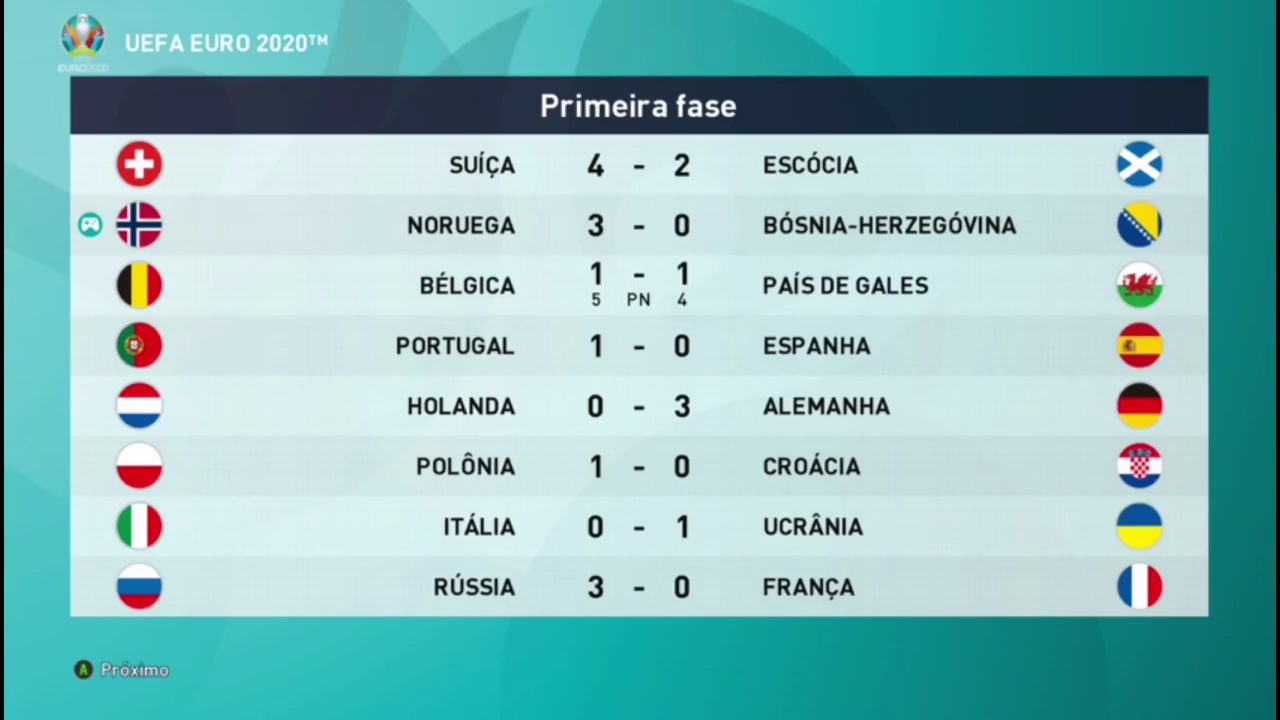 UEFA EURO 2020™
EURO2020
Primeira fase
SUÍÇA 4 - 2 ESCÓCIA
NORUEGA 3 - 0 BÓSNIA-HERZEGÓVINA
BÉLGICA 1 - 1 PAÍS DE GALES
5 PN 4
PORTUGAL 1 - 0 ESPANHA
HOLANDA 0 - 3 ALEMANHA
POLÔNIA 1 - 0 CROÁCIA
ITÁLIA 0 - 1 UCRÂNIA
RÚSSIA 3 - 0 FRANÇA
A Próximo